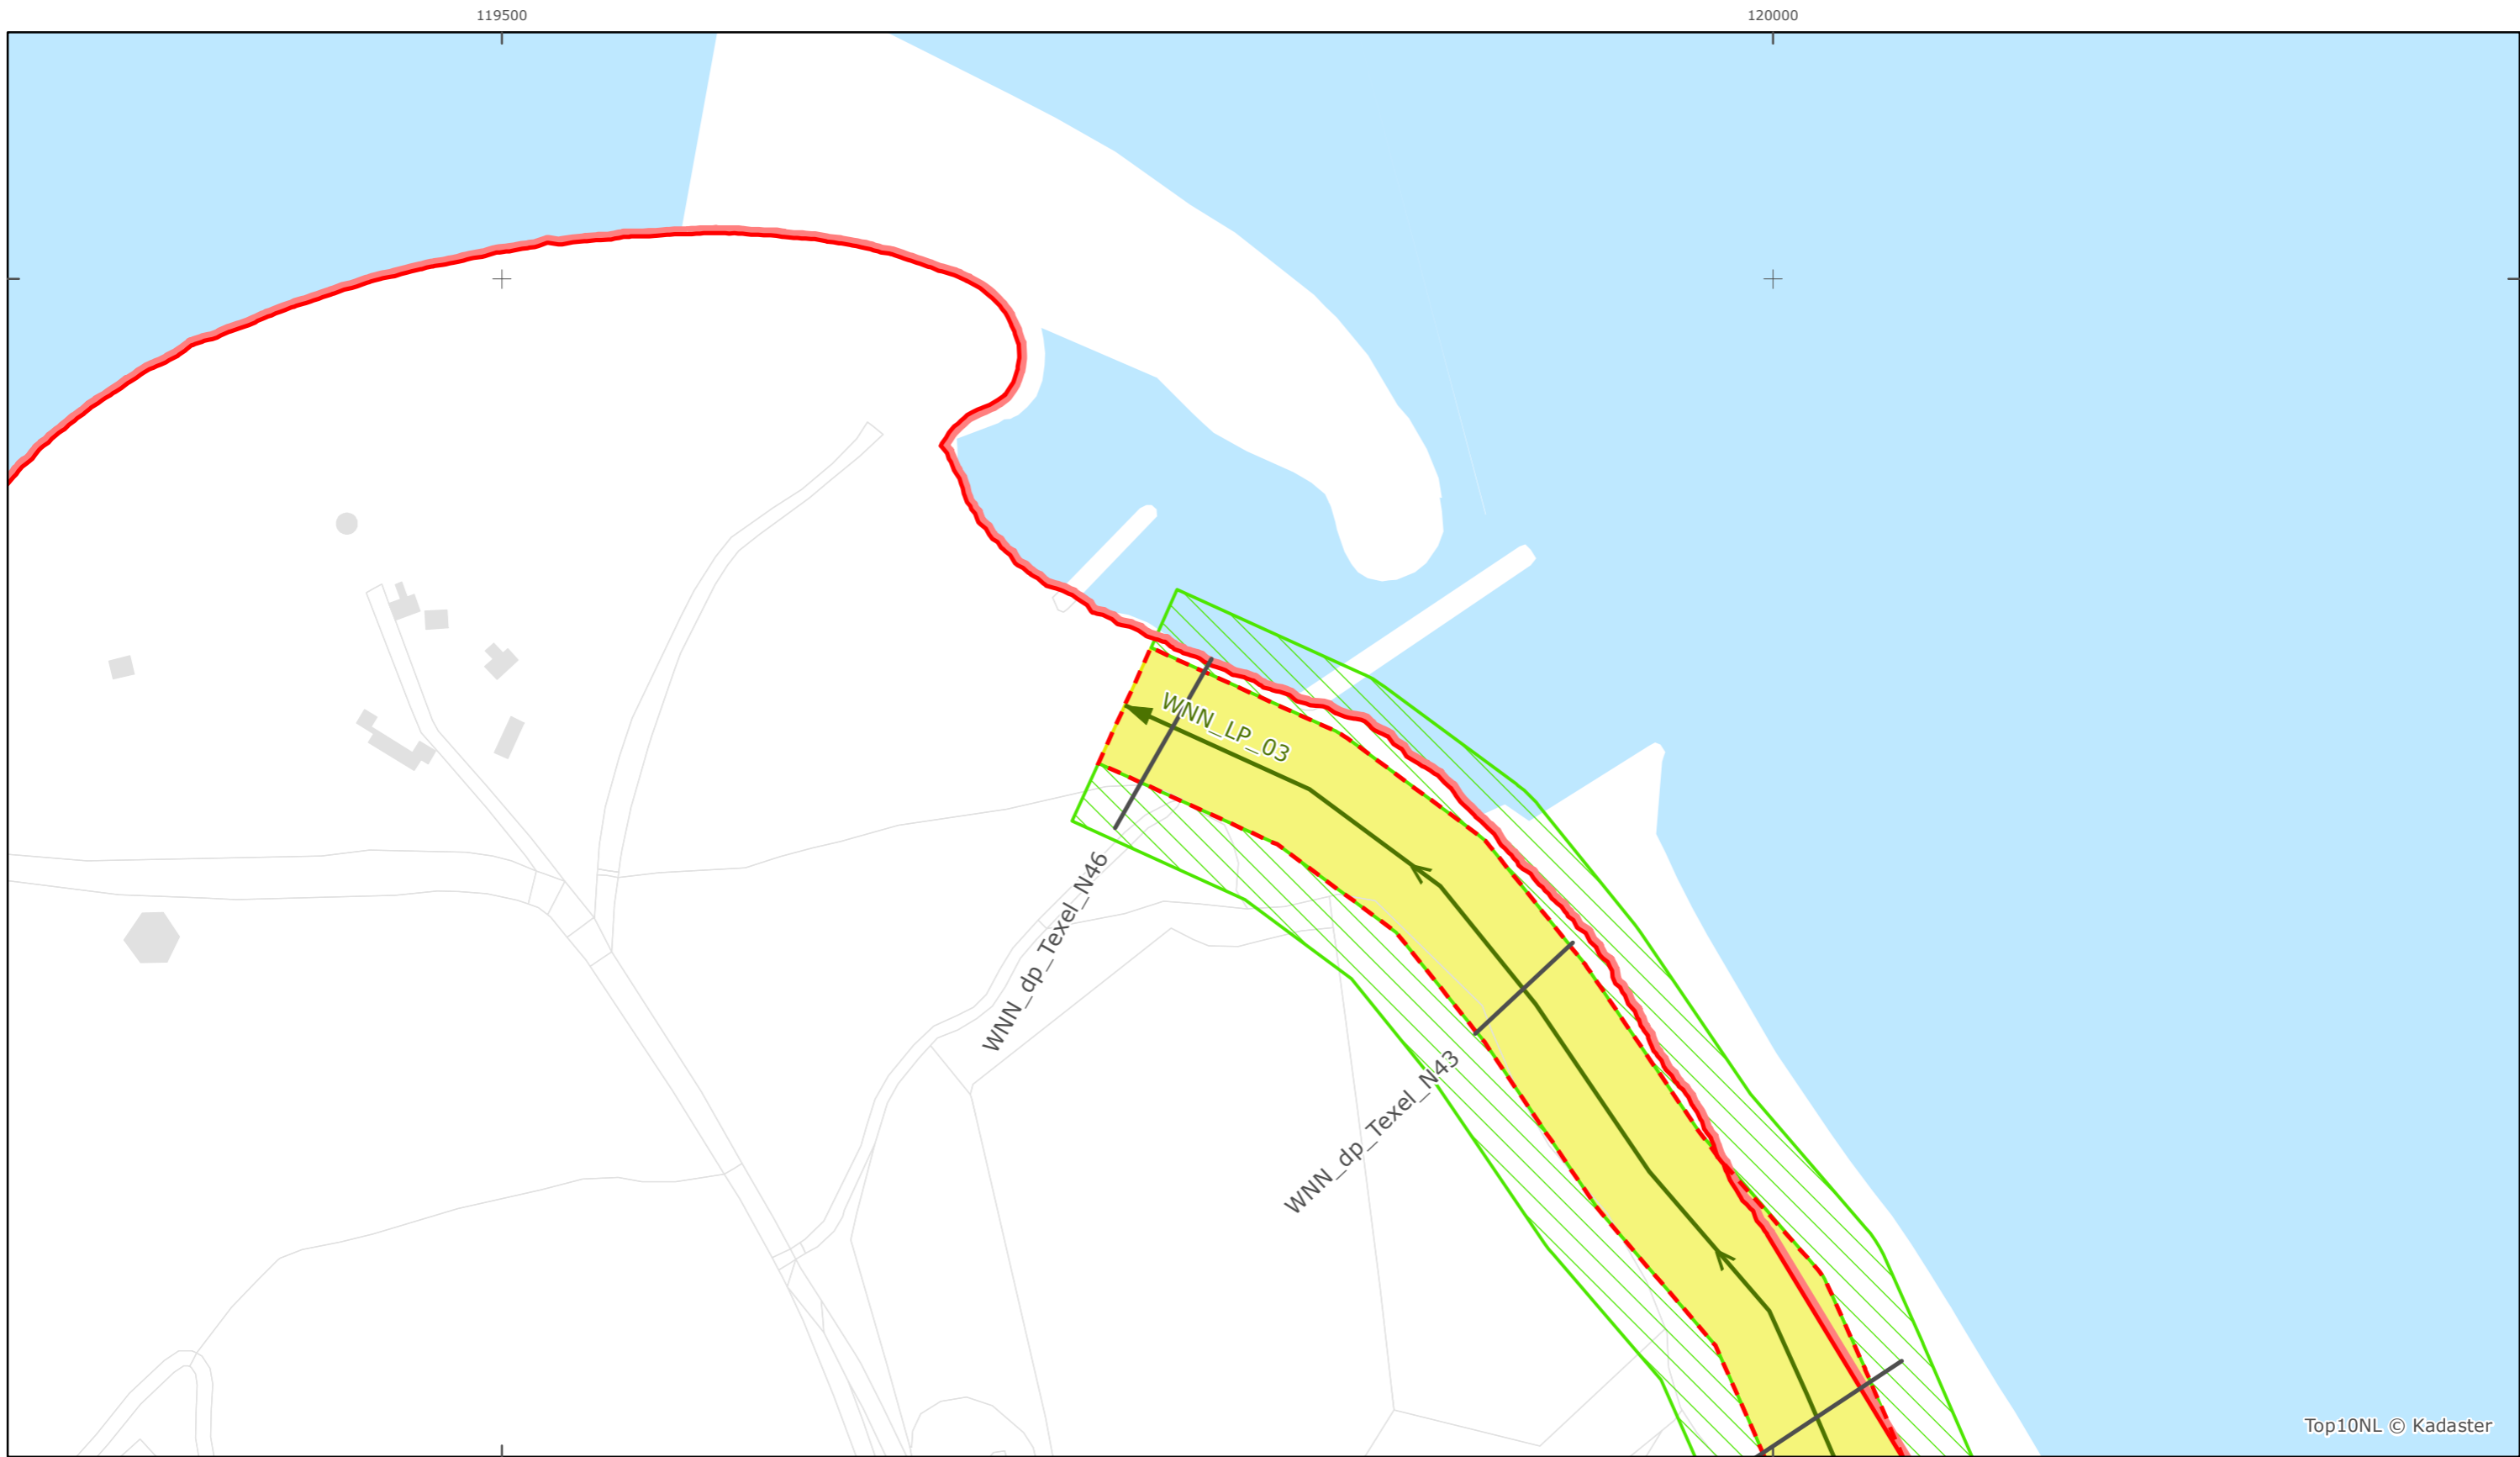 119500
120000
WNN_LP_03
WNN_dp_Texel_N46
WNN_dp_Texel_N43
Top10NL © Kadaster